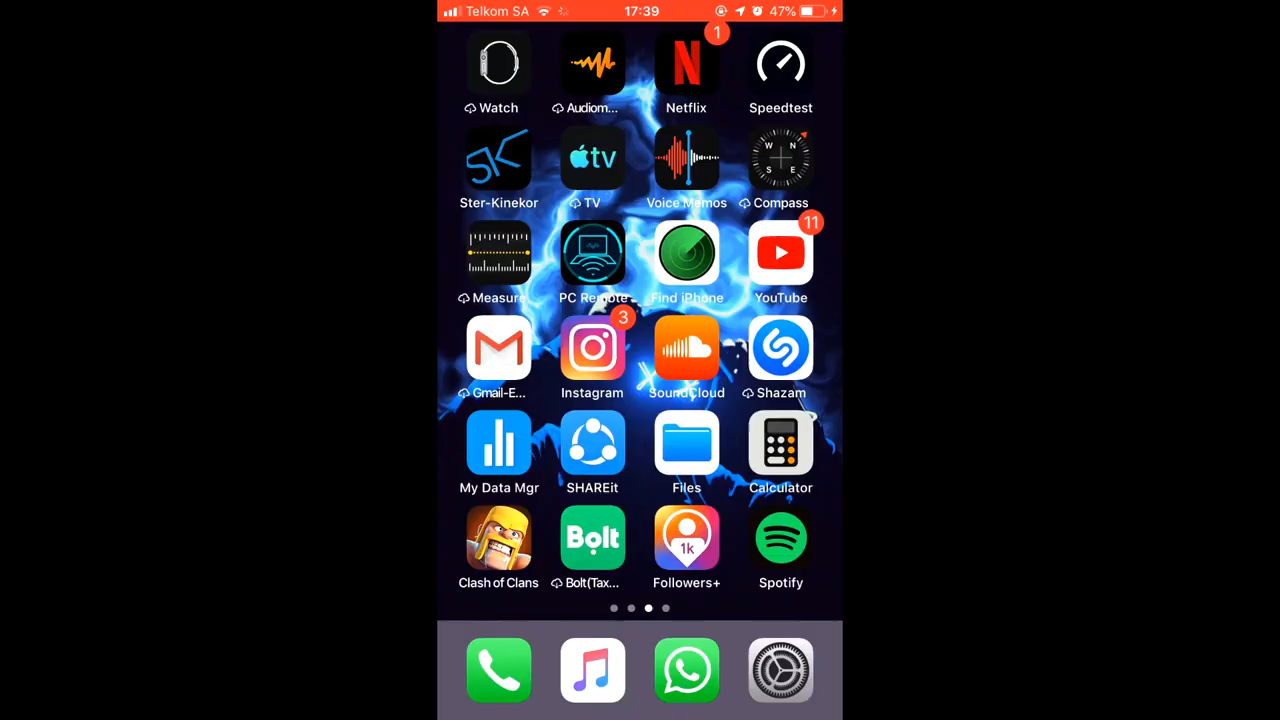 Telkom SA 17:39 47%
1
Watch Audiom... Netflix Speedtest
tv W N S E
Ster-Kinekor TV Voice Memos Compass
11
Measure PC Remote Find iPhone YouTube
3
Gmail-E... Instagram SoundCloud Shazam
My Data Mgr SHAREit Files Calculator
Bolt 1k
Clash of Clans Bolt(Tax... Followers+ Spotify